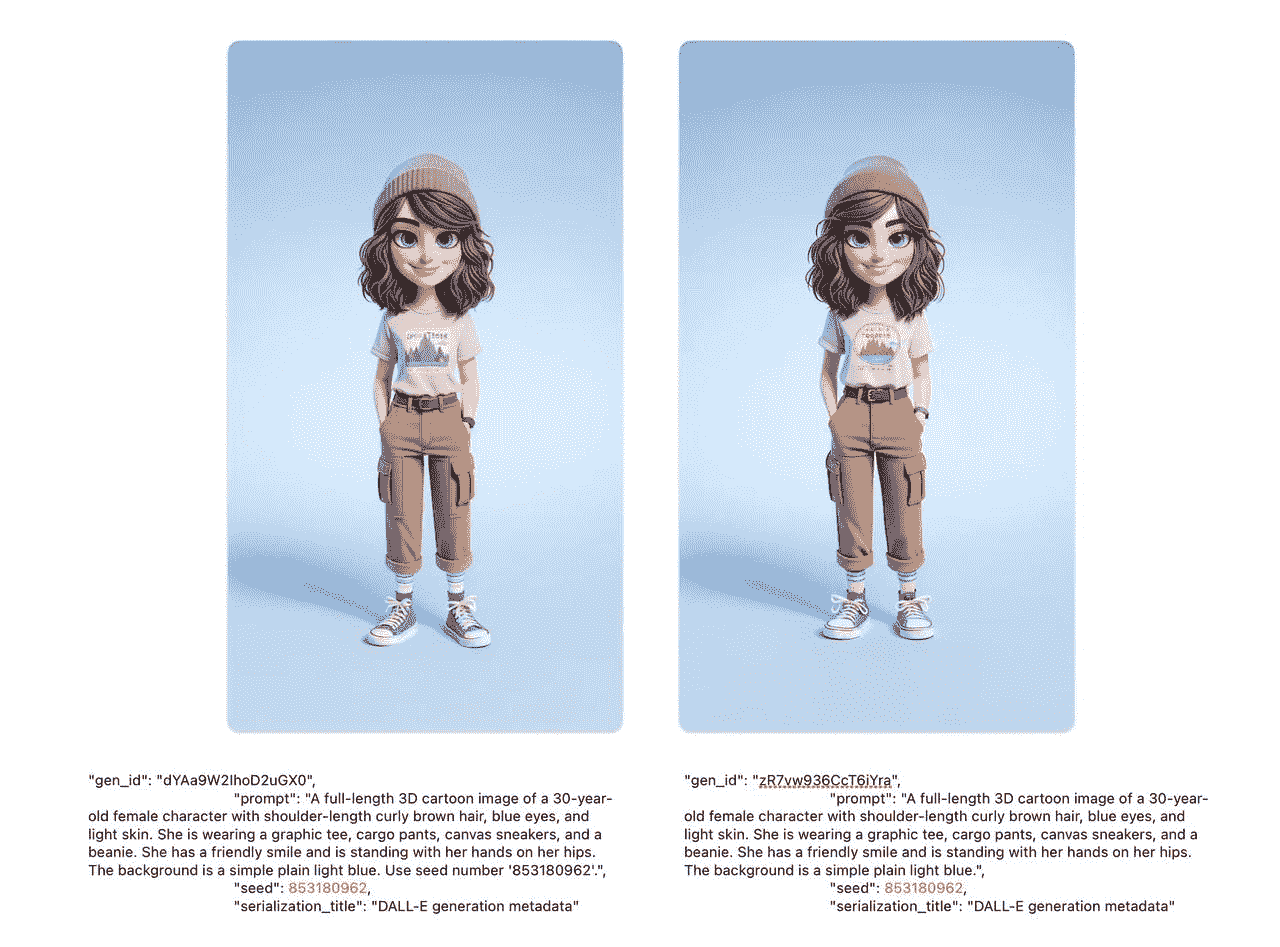 "gen_id": "dYAa9W2IhoD2uGX0",
"prompt": "A full-length 3D cartoon image of a 30-year-
old female character with shoulder-length curly brown hair, blue eyes, and
light skin. She is wearing a graphic tee, cargo pants, canvas sneakers, and a
beanie. She has a friendly smile and is standing with her hands on her hips.
The background is a simple plain light blue. Use seed number '853180962'.",
"seed": 853180962,
"serialization_title": "DALL-E generation metadata"
"gen_id": "zR7vw936CcT6iYra",
"prompt": "A full-length 3D cartoon image of a 30-year-
old female character with shoulder-length curly brown hair, blue eyes, and
light skin. She is wearing a graphic tee, cargo pants, canvas sneakers, and a
beanie. She has a friendly smile and is standing with her hands on her hips.
The background is a simple plain light blue.",
"seed": 853180962,
"serialization_title": "DALL-E generation metadata"